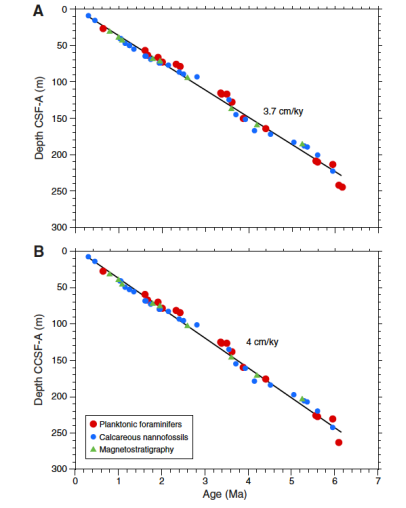 A
0
50
100
150
200
250
300
Depth CSF-A (m)
3.7 cm/ky
B
0
50
100
150
200
250
300
Depth CCSF-A (m)
4 cm/ky
Planktonic foraminifers
Calcareous nannofossils
Magnetostratigraphy
0 1 2 3 4 5 6 7
Age (Ma)